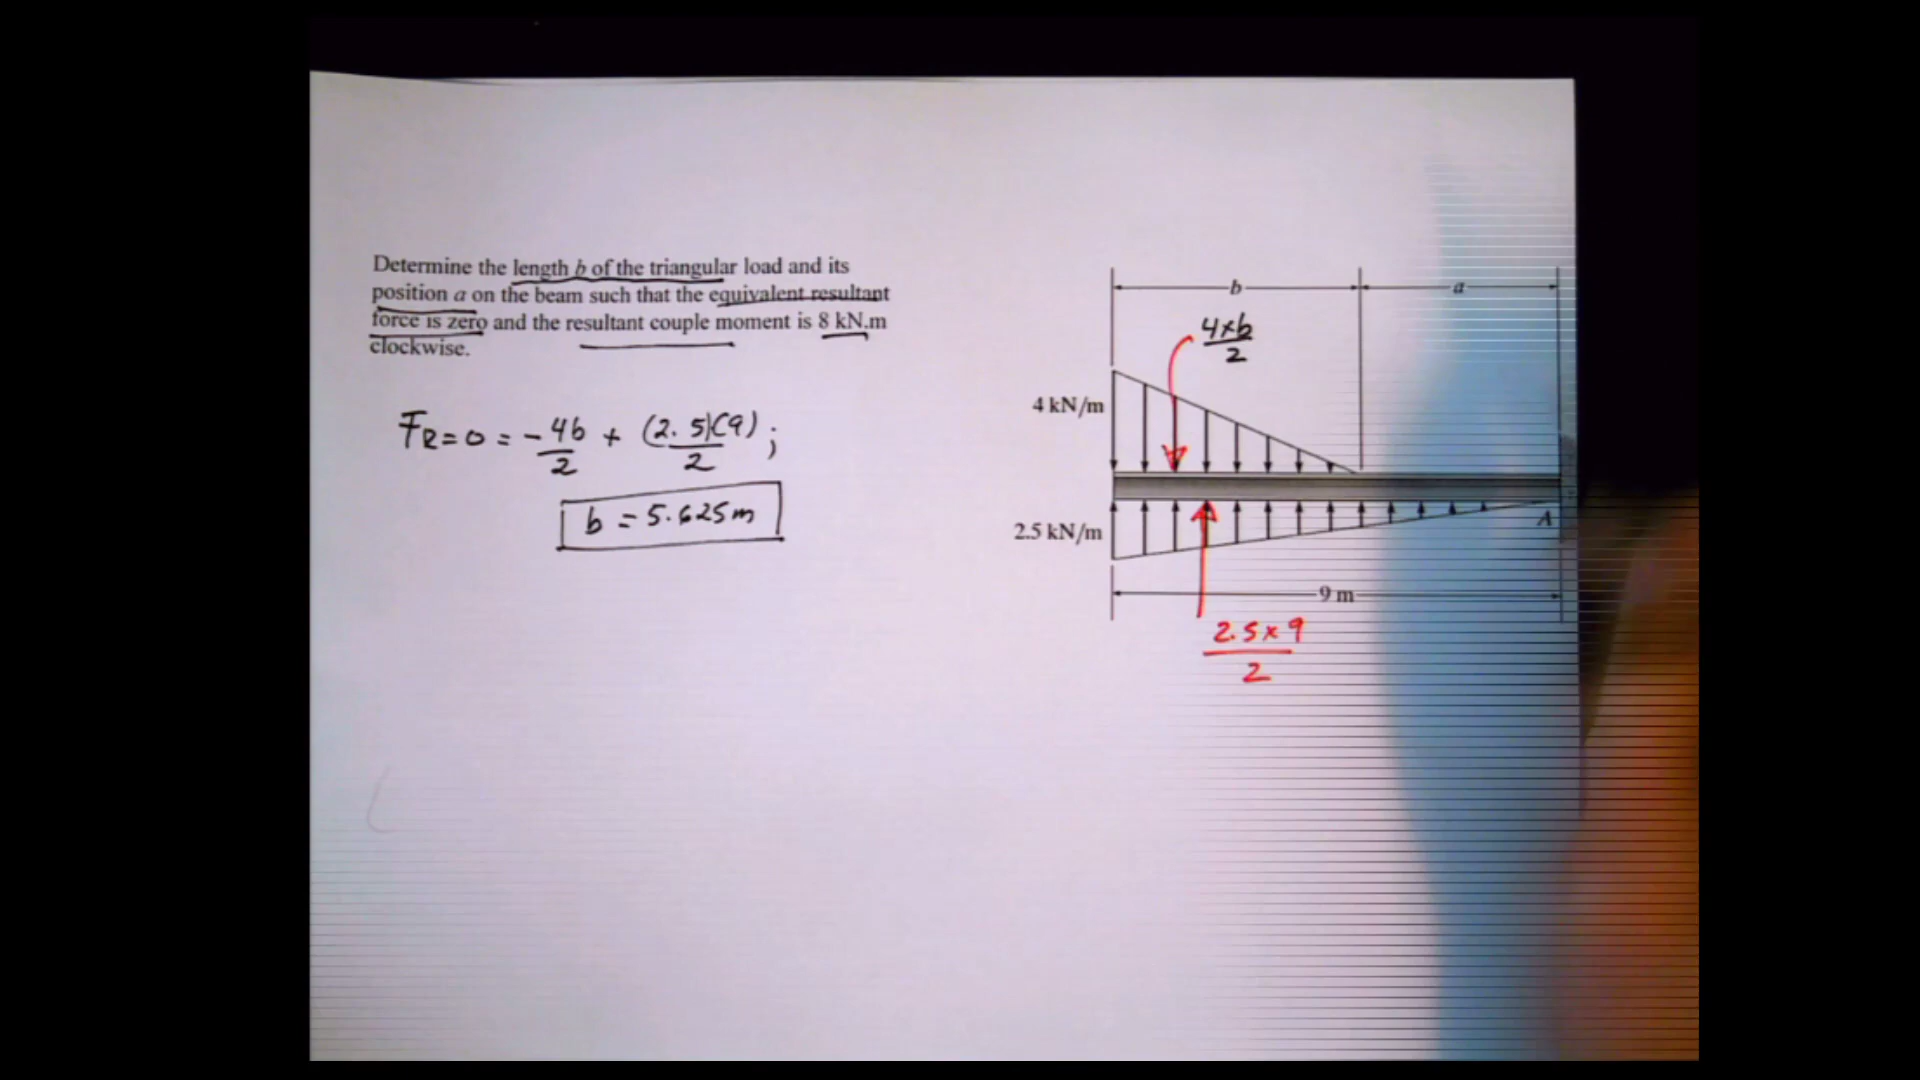 Determine the length b of the triangular load and its
position a on the beam such that the equivalent resultant
force is zero and the resultant couple moment is 8 kN.m
clockwise.
FR=0 = - 4b/2 + (2.5)(9)/2 ;
b = 5.625m
b
a
4×b/2
4 kN/m
2.5 kN/m
A
9 m
2.5×9/2